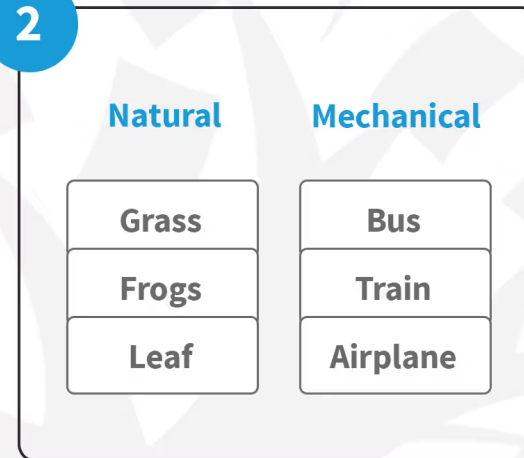 2
Natural
Mechanical
Grass
Bus
Frogs
Train
Leaf
Airplane